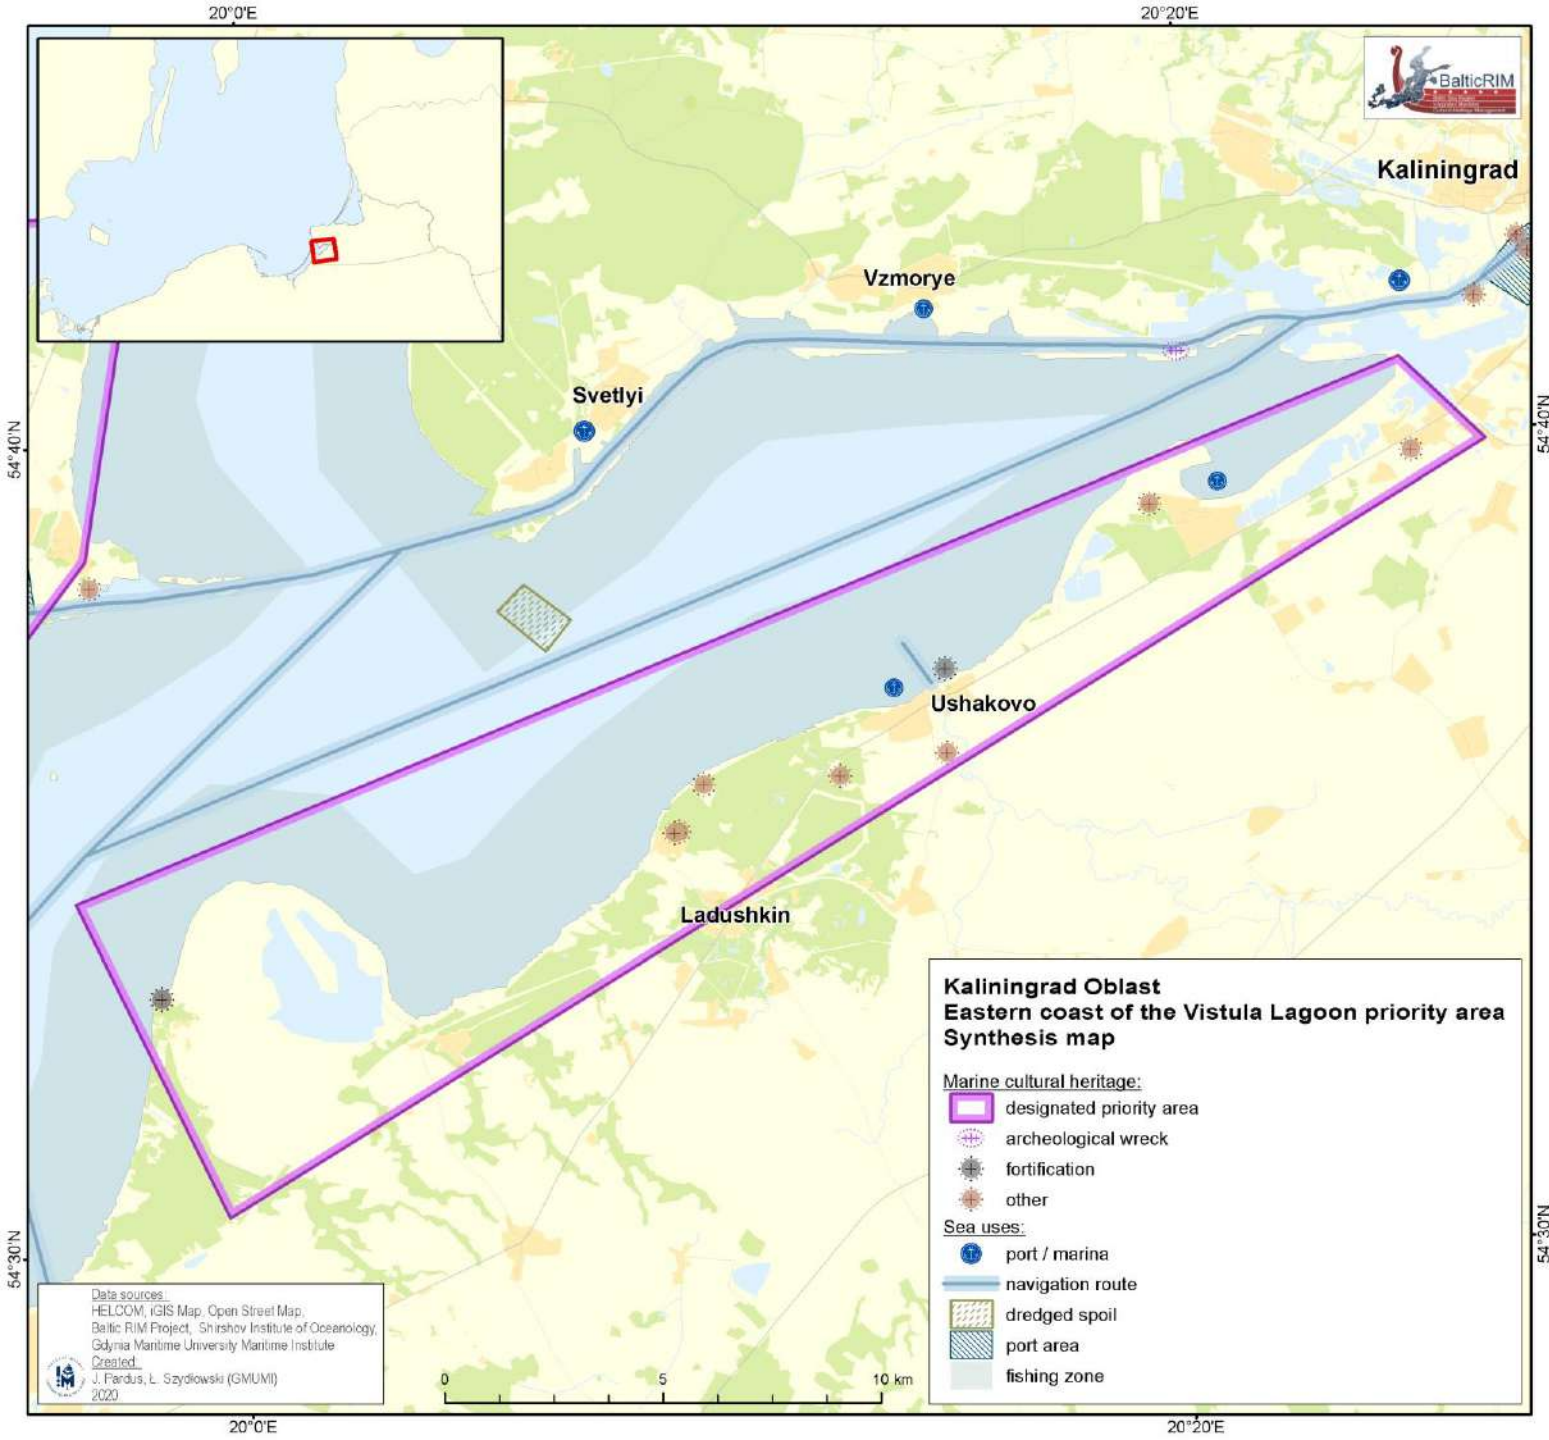 20°0'E
20°20'E
BalticRIM
Kaliningrad
Vzmorye
Svetlyi
54°40'N
54°40'N
Ushakovo
Ladushkin
Kaliningrad Oblast
Eastern coast of the Vistula Lagoon priority area
Synthesis map
Marine cultural heritage:
designated priority area
archeological wreck
fortification
other
Sea uses:
port / marina
navigation route
dredged spoil
port area
fishing zone
54°30'N
54°30'N
Data sources:
HELCOM, iGIS Map, Open Street Map,
Baltic RIM Project, Shirshov Institute of Oceanology,
Gdynia Maritime University Maritime Institute
Created:
J. Pardus, Ł. Szydłowski (GMUMI)
2020
0
5
10 km
20°0'E
20°20'E